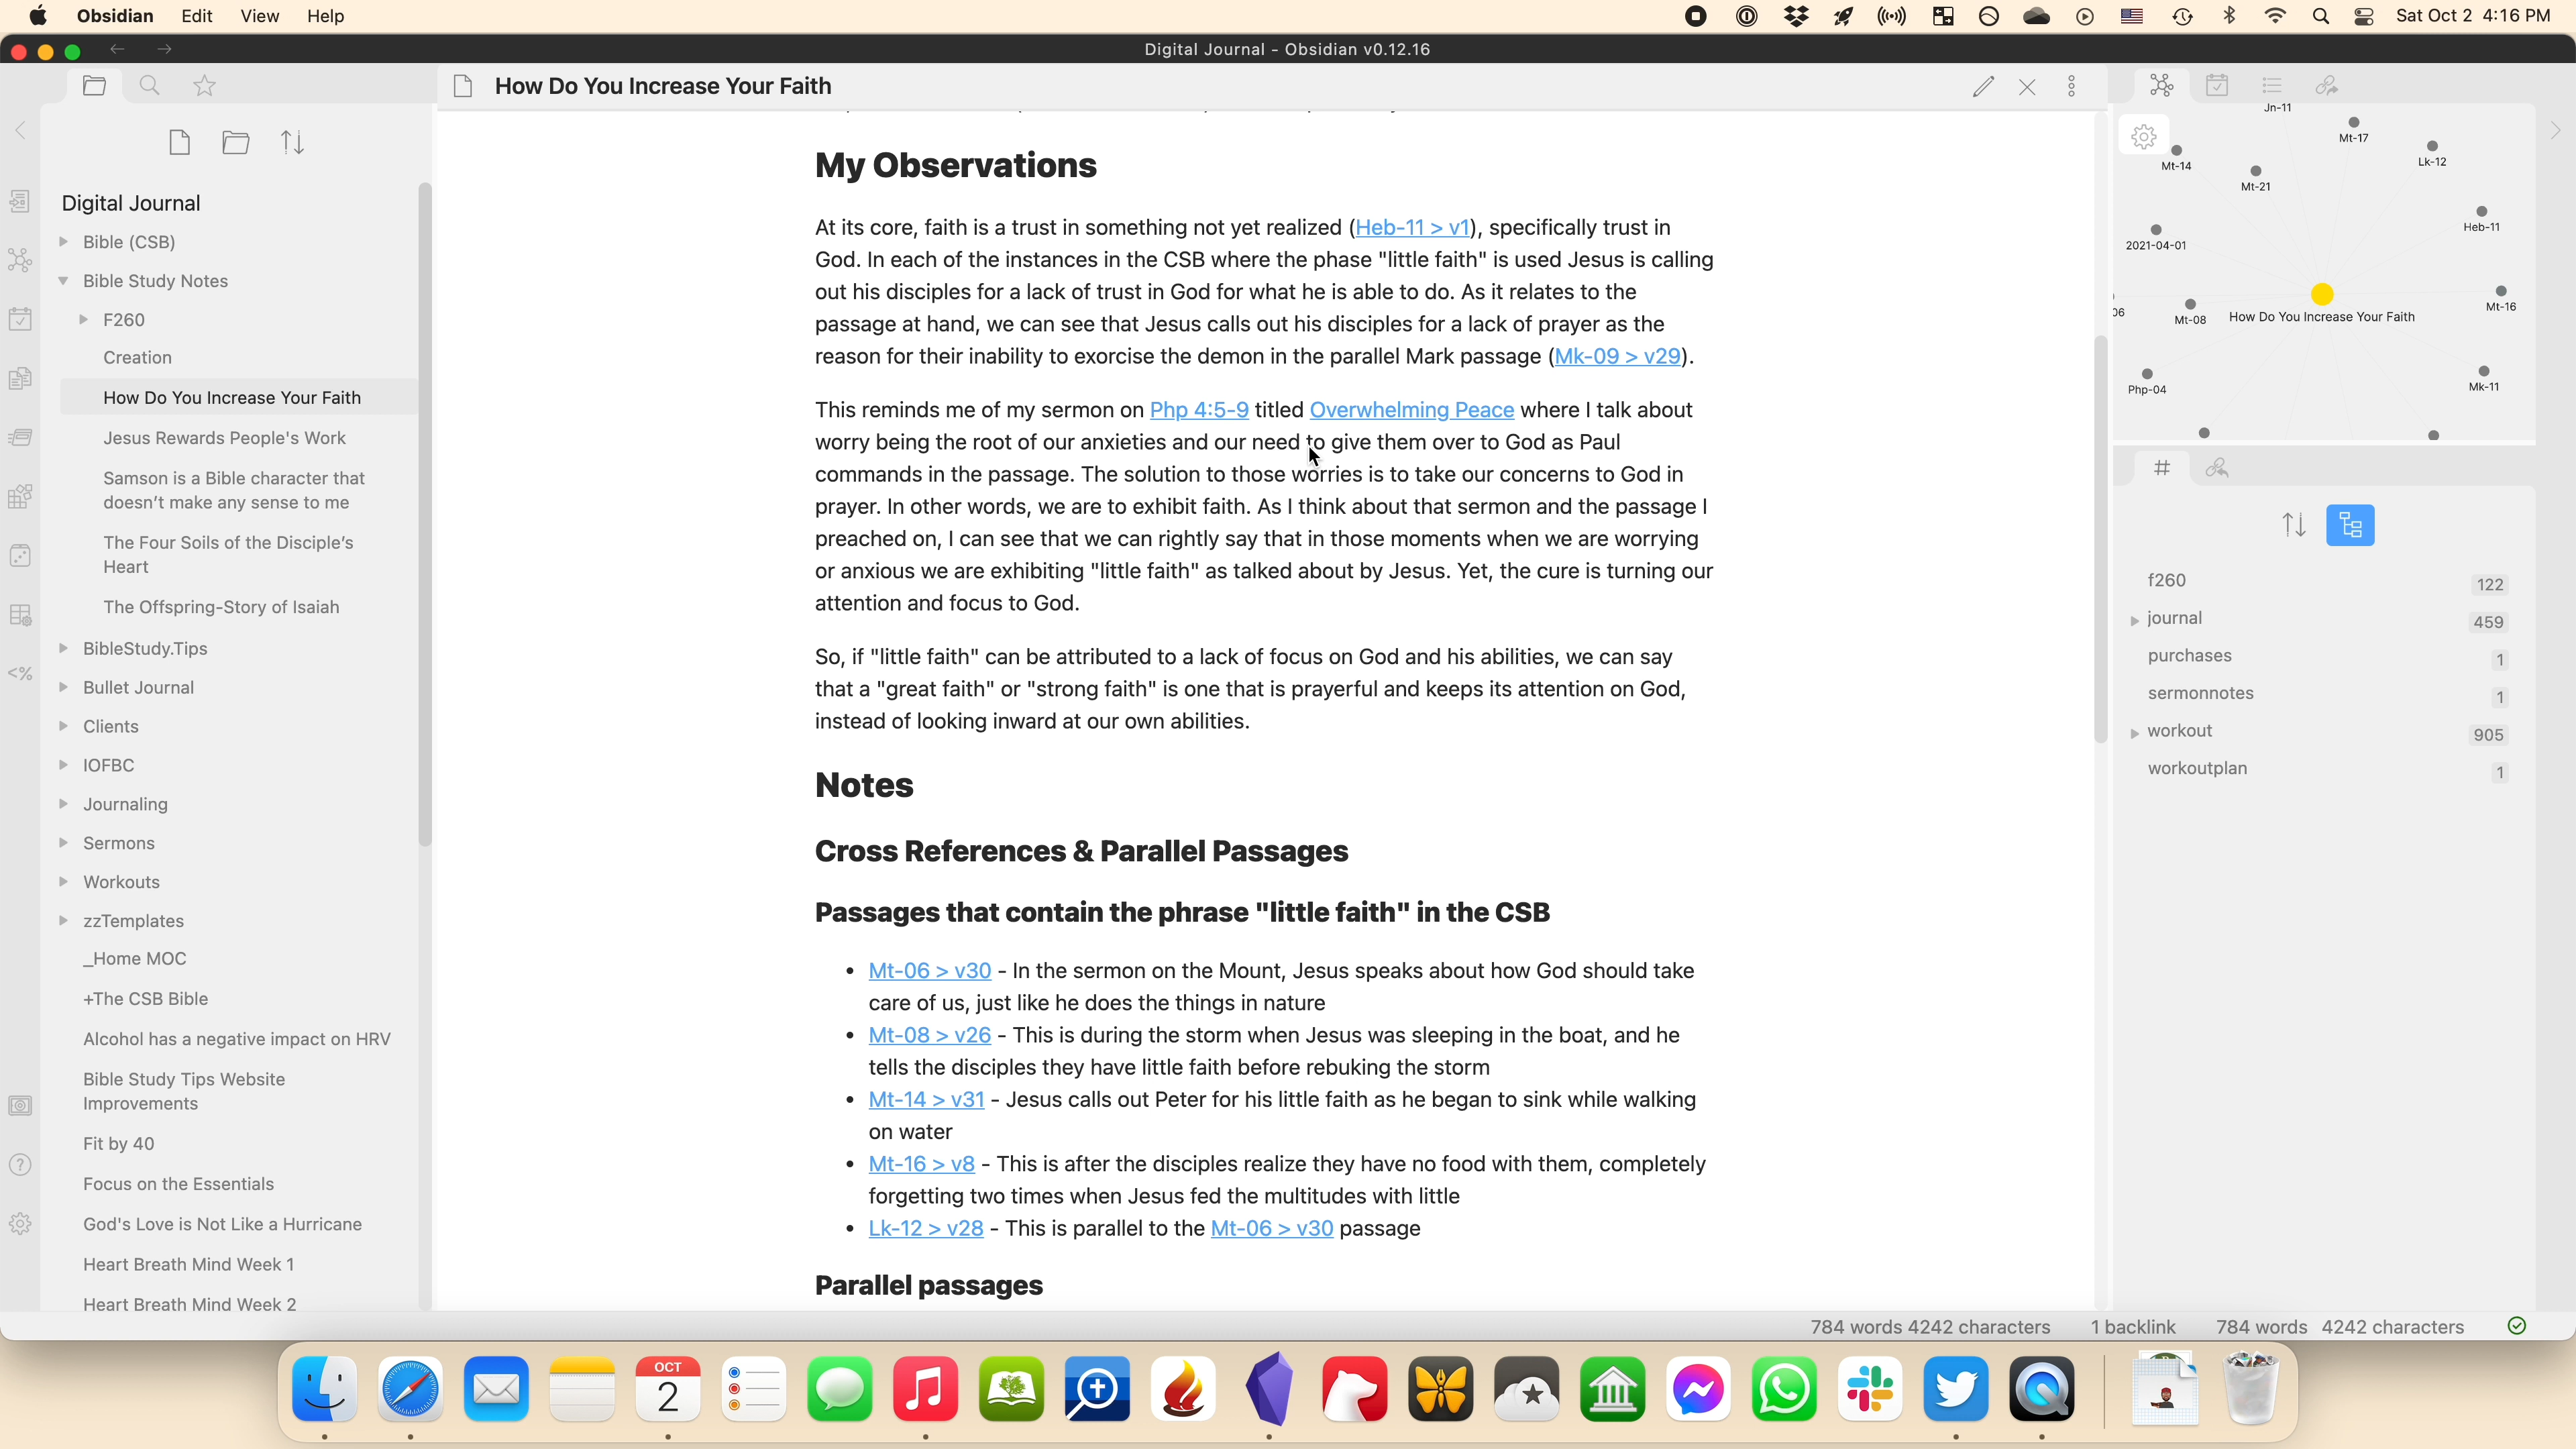 Obsidian Edit View Help Sat Oct 2 4:16 PM
Digital Journal - Obsidian v0.12.16
How Do You Increase Your Faith
Digital Journal
Bible (CSB)
Bible Study Notes
F260
Creation
How Do You Increase Your Faith
Jesus Rewards People's Work
Samson is a Bible character that
doesn't make any sense to me
The Four Soils of the Disciple's
Heart
The Offspring-Story of Isaiah
BibleStudy.Tips
Bullet Journal
Clients
IOFBC
Journaling
Sermons
Workouts
zzTemplates
_Home MOC
+The CSB Bible
Alcohol has a negative impact on HRV
Bible Study Tips Website
Improvements
Fit by 40
Focus on the Essentials
God's Love is Not Like a Hurricane
Heart Breath Mind Week 1
Heart Breath Mind Week 2
<%
My Observations
At its core, faith is a trust in something not yet realized (Heb-11 > v1), specifically trust in
God. In each of the instances in the CSB where the phase "little faith" is used Jesus is calling
out his disciples for a lack of trust in God for what he is able to do. As it relates to the
passage at hand, we can see that Jesus calls out his disciples for a lack of prayer as the
reason for their inability to exorcise the demon in the parallel Mark passage (Mk-09 > v29).
This reminds me of my sermon on Php 4:5-9 titled Overwhelming Peace where I talk about
worry being the root of our anxieties and our need to give them over to God as Paul
commands in the passage. The solution to those worries is to take our concerns to God in
prayer. In other words, we are to exhibit faith. As I think about that sermon and the passage I
preached on, I can see that we can rightly say that in those moments when we are worrying
or anxious we are exhibiting "little faith" as talked about by Jesus. Yet, the cure is turning our
attention and focus to God.
So, if "little faith" can be attributed to a lack of focus on God and his abilities, we can say
that a "great faith" or "strong faith" is one that is prayerful and keeps its attention on God,
instead of looking inward at our own abilities.
Notes
Cross References & Parallel Passages
Passages that contain the phrase "little faith" in the CSB
• Mt-06 > v30 - In the sermon on the Mount, Jesus speaks about how God should take
care of us, just like he does the things in nature
• Mt-08 > v26 - This is during the storm when Jesus was sleeping in the boat, and he
tells the disciples they have little faith before rebuking the storm
• Mt-14 > v31 - Jesus calls out Peter for his little faith as he began to sink while walking
on water
• Mt-16 > v8 - This is after the disciples realize they have no food with them, completely
forgetting two times when Jesus fed the multitudes with little
• Lk-12 > v28 - This is parallel to the Mt-06 > v30 passage
Parallel passages
Jn-11
Mt-17
Mt-14
Lk-12
Mt-21
Heb-11
2021-04-01
Mt-16
06
Mt-08
How Do You Increase Your Faith
Php-04
Mk-11
#
f260 122
journal 459
purchases 1
sermonnotes 1
workout 905
workoutplan 1
784 words 4242 characters 1 backlink 784 words 4242 characters
OCT
2